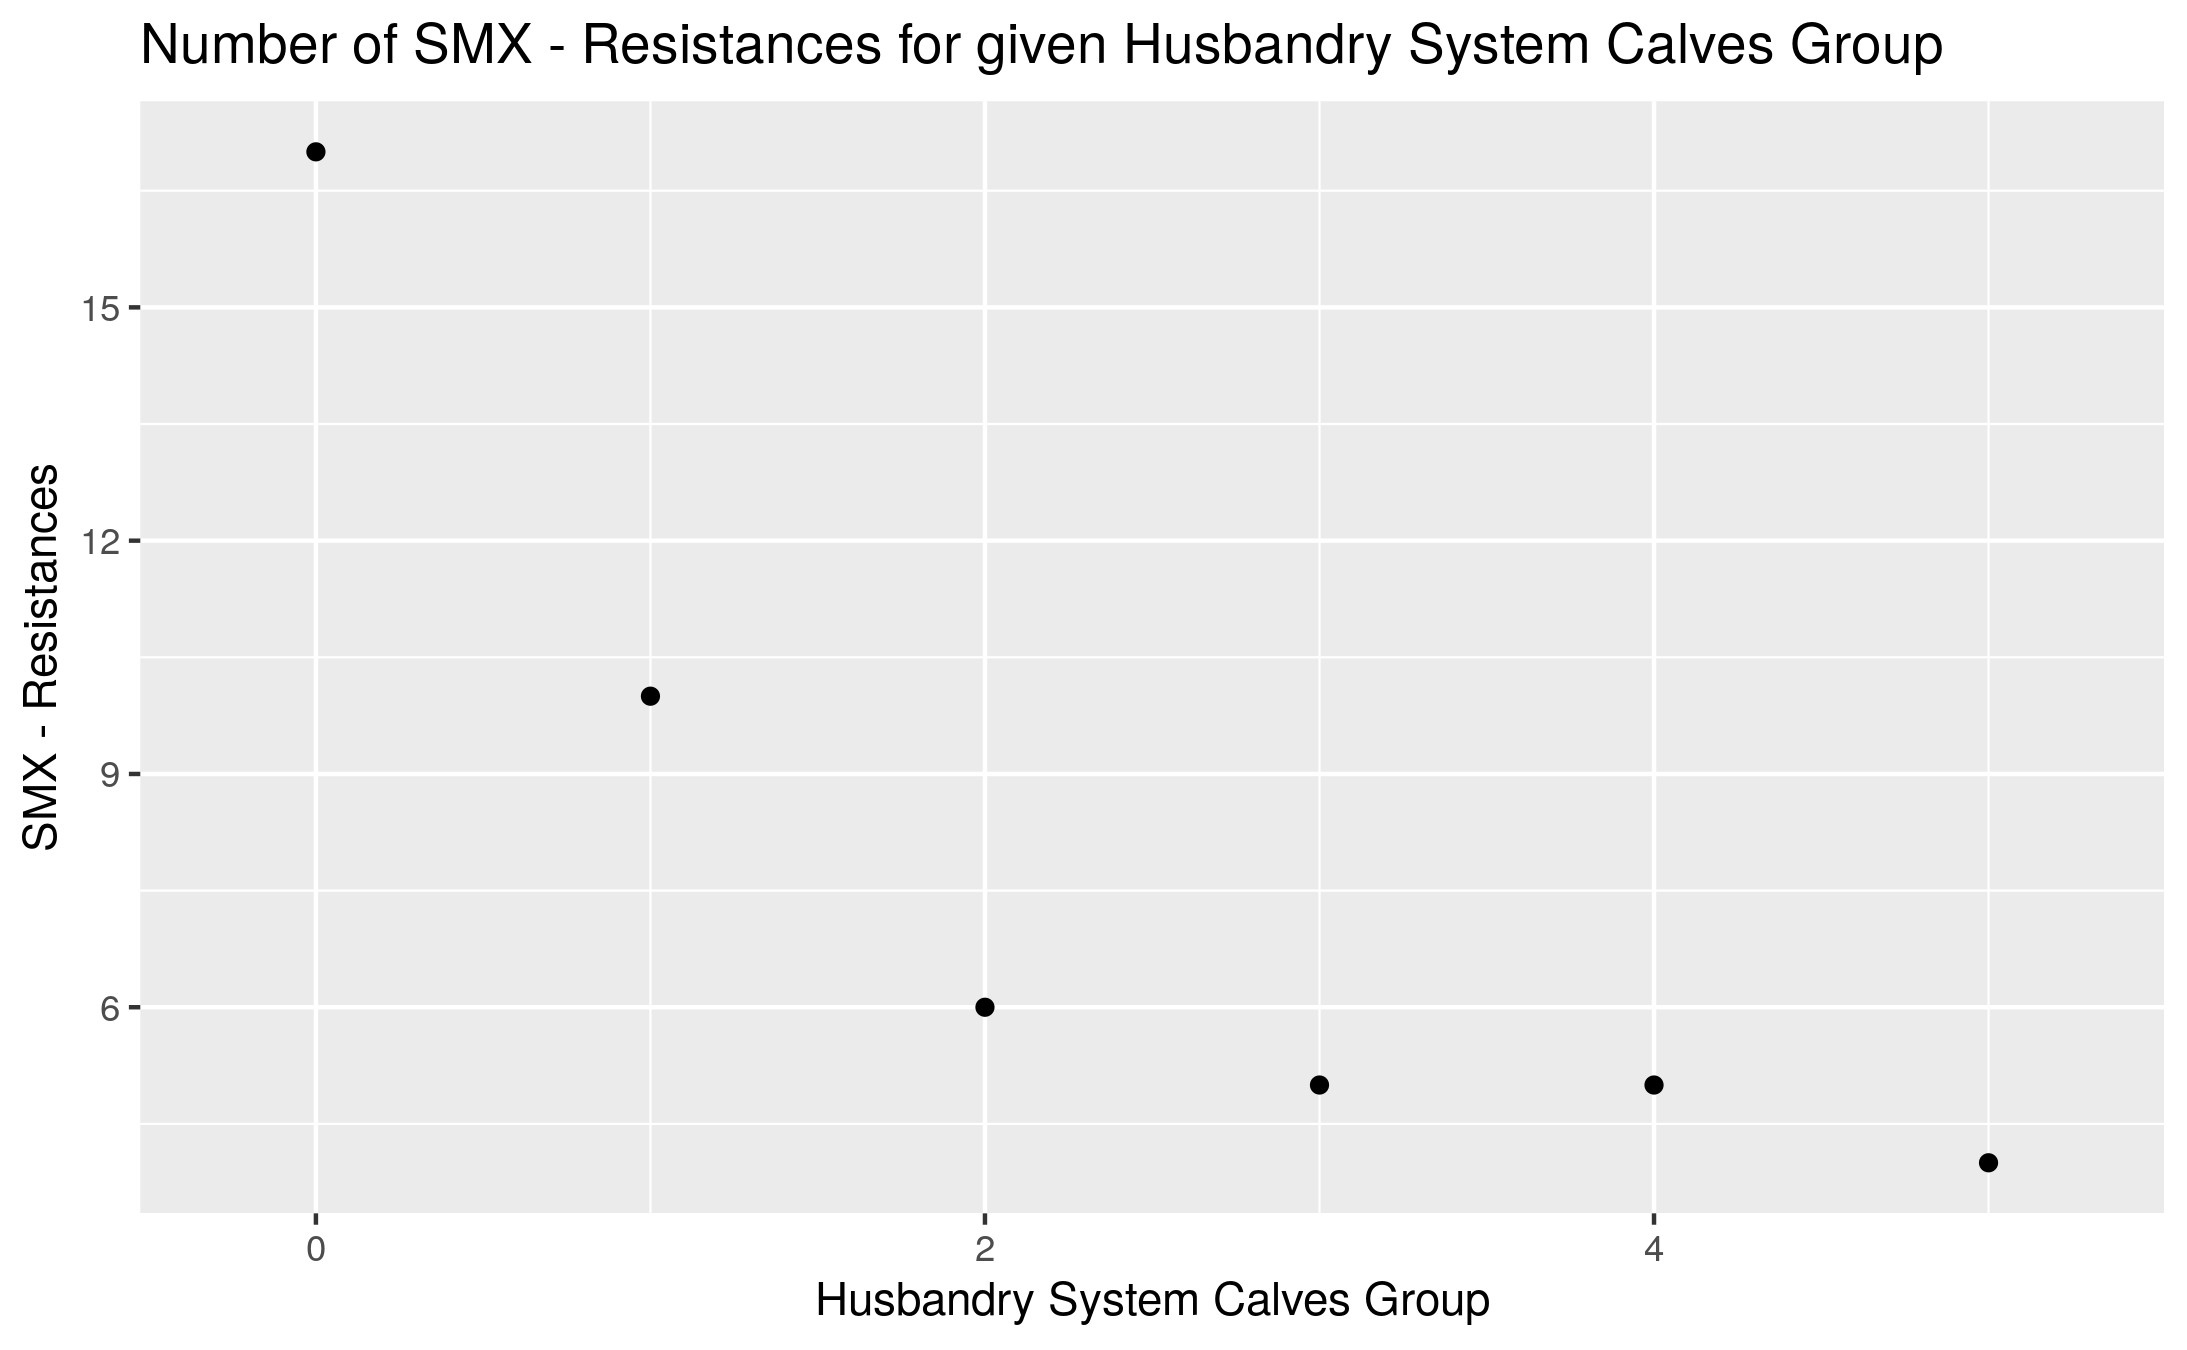 Number of SMX - Resistances for given Husbandry System Calves Group
SMX - Resistances
15
12
9
6
0
2
4
Husbandry System Calves Group